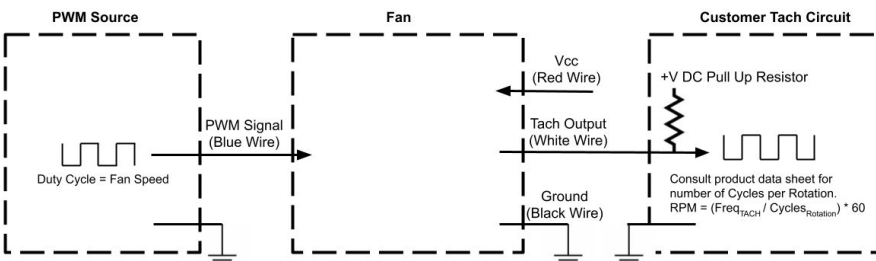 PWM Source
Fan
Customer Tach Circuit
Vcc
(Red Wire)
+V DC Pull Up Resistor
PWM Signal
(Blue Wire)
Tach Output
(White Wire)
Duty Cycle = Fan Speed
Consult product data sheet for
number of Cycles per Rotation.
RPM = (Freq_TACH / Cycles_Rotation) * 60
Ground
(Black Wire)